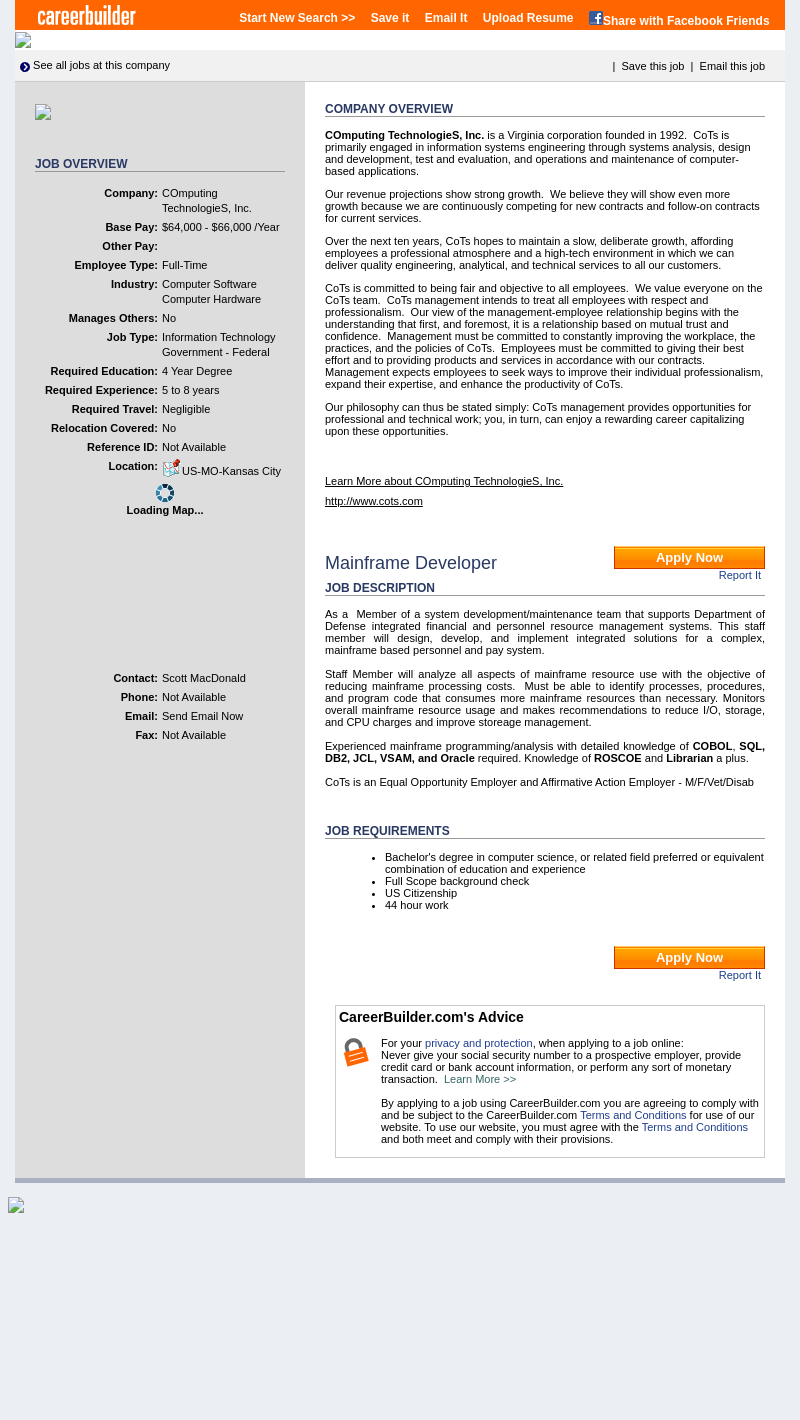 careerbuilder
Start New Search >> Save it Email It Upload Resume Share with Facebook Friends
See all jobs at this company
| Save this job | Email this job
JOB OVERVIEW
Company: COmputing
TechnologieS, Inc.
Base Pay: $64,000 - $66,000 /Year
Other Pay:
Employee Type: Full-Time
Industry: Computer Software
Computer Hardware
Manages Others: No
Job Type: Information Technology
Government - Federal
Required Education: 4 Year Degree
Required Experience: 5 to 8 years
Required Travel: Negligible
Relocation Covered: No
Reference ID: Not Available
Location: US-MO-Kansas City
Loading Map...
Contact: Scott MacDonald
Phone: Not Available
Email: Send Email Now
Fax: Not Available
COMPANY OVERVIEW
COmputing TechnologieS, Inc. is a Virginia corporation founded in 1992.  CoTs is
primarily engaged in information systems engineering through systems analysis, design
and development, test and evaluation, and operations and maintenance of computer-
based applications.
Our revenue projections show strong growth.  We believe they will show even more
growth because we are continuously competing for new contracts and follow-on contracts
for current services.
Over the next ten years, CoTs hopes to maintain a slow, deliberate growth, affording
employees a professional atmosphere and a high-tech environment in which we can
deliver quality engineering, analytical, and technical services to all our customers.
CoTs is committed to being fair and objective to all employees.  We value everyone on the
CoTs team.  CoTs management intends to treat all employees with respect and
professionalism.  Our view of the management-employee relationship begins with the
understanding that first, and foremost, it is a relationship based on mutual trust and
confidence.  Management must be committed to constantly improving the workplace, the
practices, and the policies of CoTs.  Employees must be committed to giving their best
effort and to providing products and services in accordance with our contracts.
Management expects employees to seek ways to improve their individual professionalism,
expand their expertise, and enhance the productivity of CoTs.
Our philosophy can thus be stated simply: CoTs management provides opportunities for
professional and technical work; you, in turn, can enjoy a rewarding career capitalizing
upon these opportunities.
Learn More about COmputing TechnologieS, Inc.
http://www.cots.com
Apply Now
Mainframe Developer
Report It
JOB DESCRIPTION
As a  Member of a system development/maintenance team that supports Department of
Defense integrated financial and personnel resource management systems. This staff
member will design, develop, and implement integrated solutions for a complex,
mainframe based personnel and pay system.
Staff Member will analyze all aspects of mainframe resource use with the objective of
reducing mainframe processing costs.  Must be able to identify processes, procedures,
and program code that consumes more mainframe resources than necessary. Monitors
overall mainframe resource usage and makes recommendations to reduce I/O, storage,
and CPU charges and improve storeage management.
Experienced mainframe programming/analysis with detailed knowledge of COBOL, SQL,
DB2, JCL, VSAM, and Oracle required. Knowledge of ROSCOE and Librarian a plus.
CoTs is an Equal Opportunity Employer and Affirmative Action Employer - M/F/Vet/Disab
JOB REQUIREMENTS
• Bachelor's degree in computer science, or related field preferred or equivalent
combination of education and experience
• Full Scope background check
• US Citizenship
• 44 hour work
Apply Now
Report It
CareerBuilder.com's Advice
For your privacy and protection, when applying to a job online:
Never give your social security number to a prospective employer, provide
credit card or bank account information, or perform any sort of monetary
transaction.  Learn More >>
By applying to a job using CareerBuilder.com you are agreeing to comply with
and be subject to the CareerBuilder.com Terms and Conditions for use of our
website. To use our website, you must agree with the Terms and Conditions
and both meet and comply with their provisions.